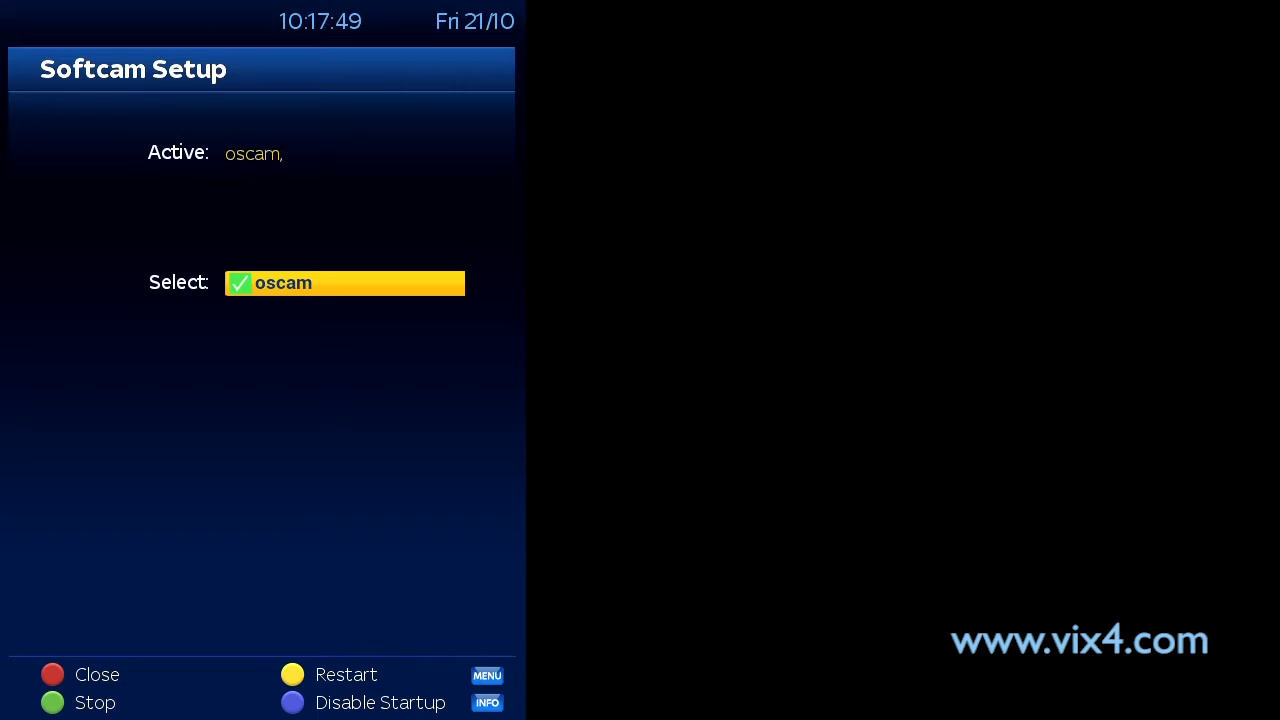 10:17:49 Fri 21/10
Softcam Setup
Active: oscam,
Select: oscam
Close Restart MENU
Stop Disable Startup INFO
www.vix4.com